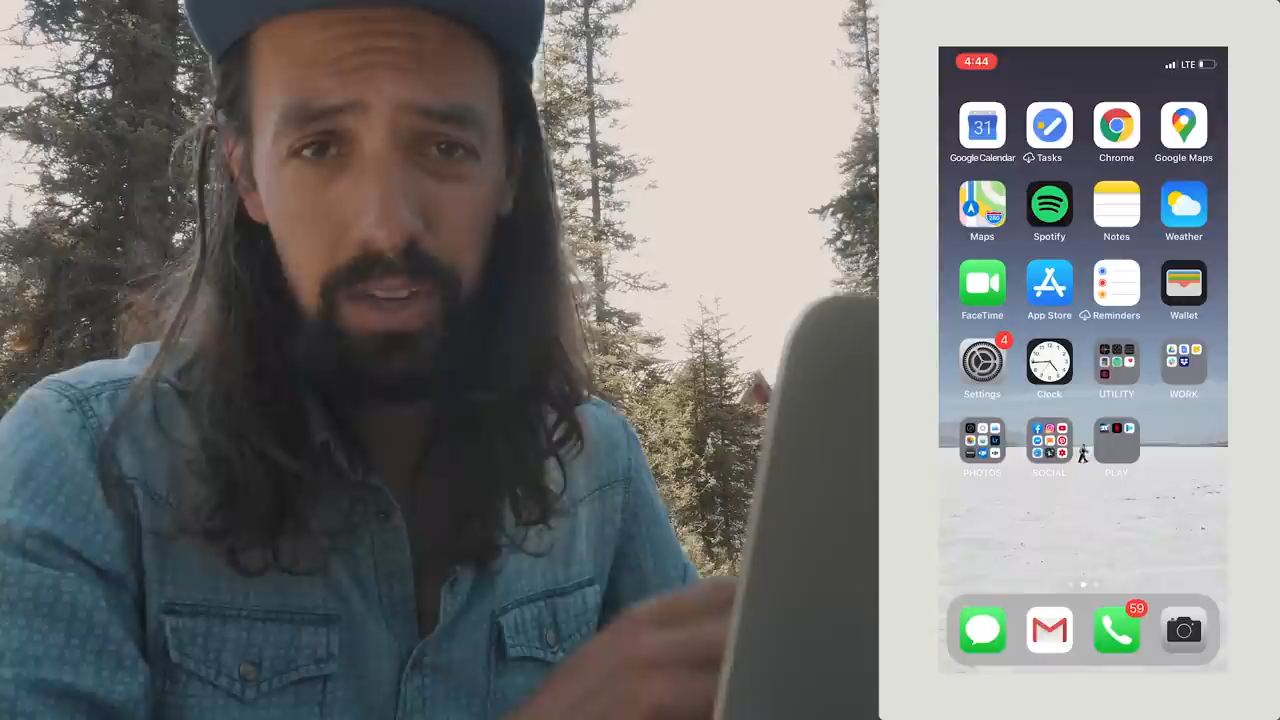 4:44
LTE
31
Google Calendar
Tasks
Chrome
Google Maps
Maps
Spotify
Notes
Weather
FaceTime
App Store
Reminders
Wallet
4
Settings
Clock
UTILITY
WORK
PHOTOS
SOCIAL
PLAY
59